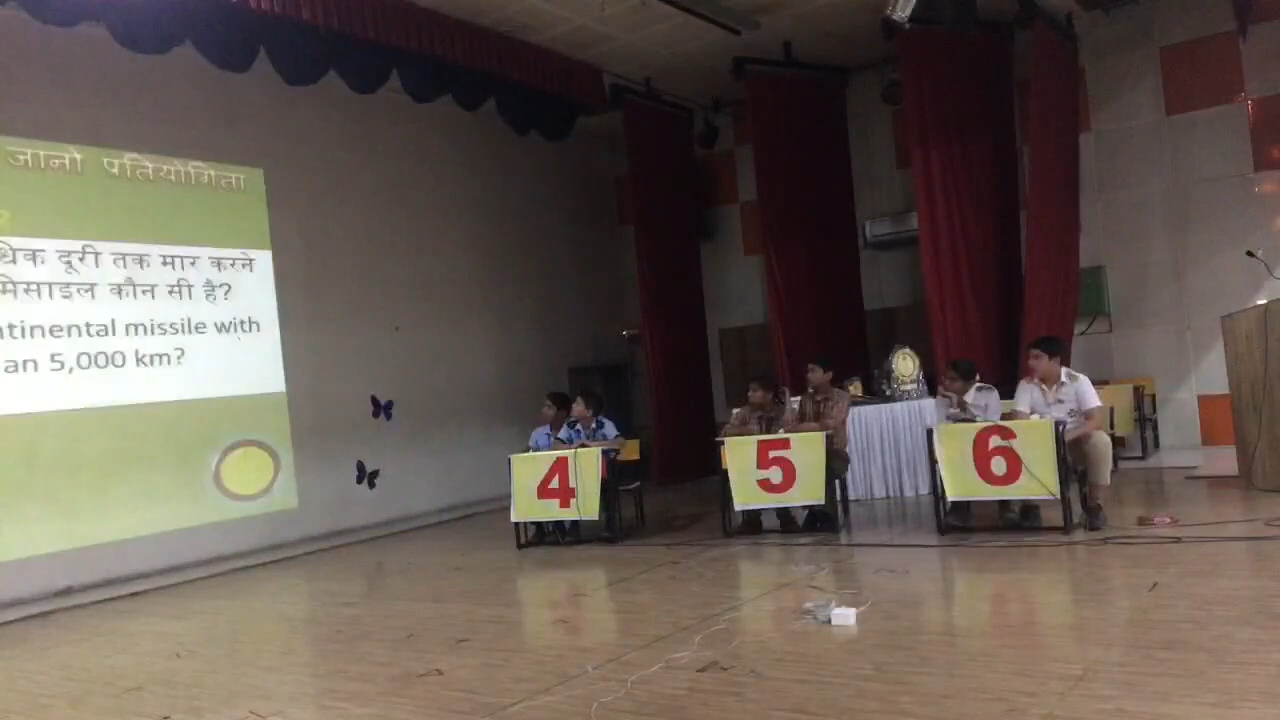 जानो प्रतियोगिता
धिक दूरी तक मार करने
मिसाइल कौन सी है?
ntinental missile with
an 5,000 km?
4
5
6